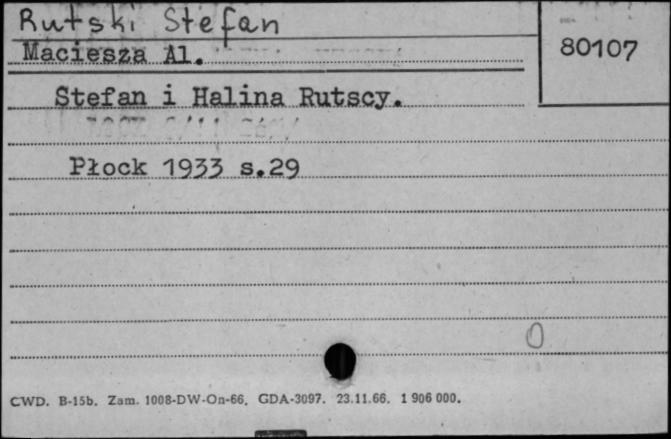 Rutski Stefan
Maciesza Al.
80107
Stefan i Halina Rutscy.
Płock 1933 s.29
0
CWD. B-15b. Zam. 1008-DW-On-66. GDA-3097. 23.11.66. 1 906 000.